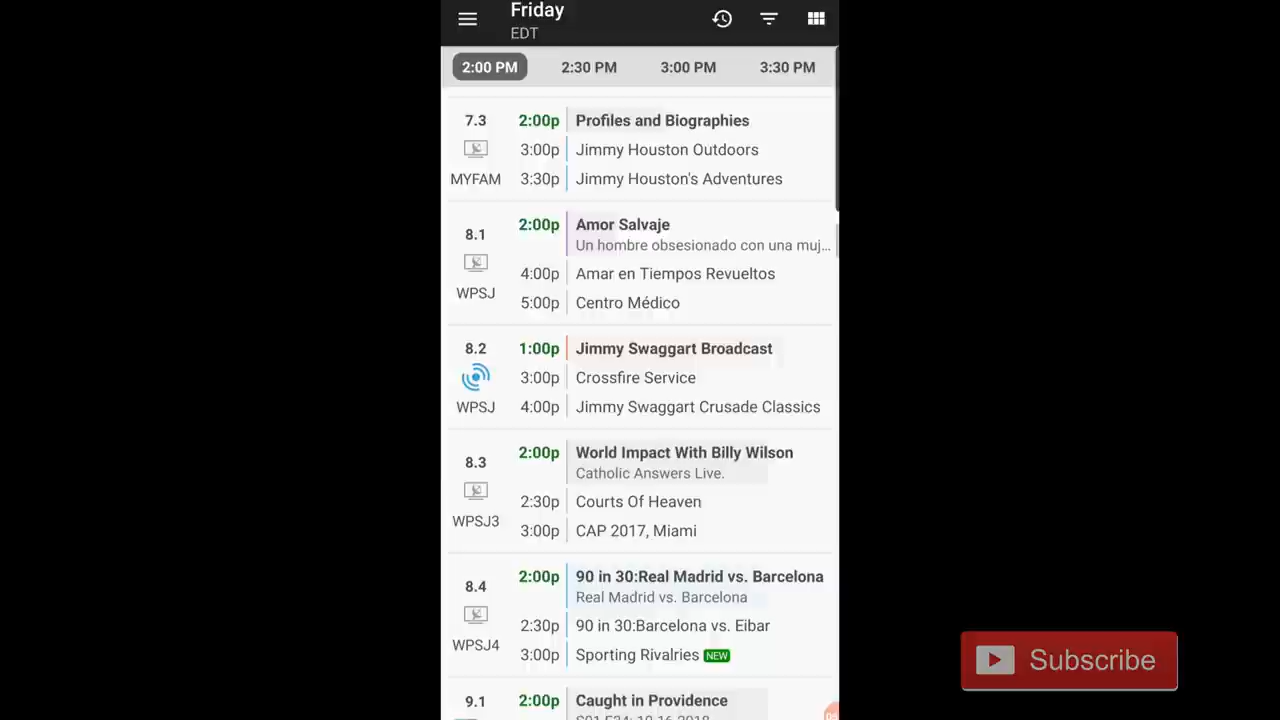 Friday
EDT
2:00 PM 2:30 PM 3:00 PM 3:30 PM
7.3
MYFAM
2:00p Profiles and Biographies
3:00p Jimmy Houston Outdoors
3:30p Jimmy Houston's Adventures
8.1
WPSJ
2:00p Amor Salvaje
Un hombre obsesionado con una muj...
4:00p Amar en Tiempos Revueltos
5:00p Centro Médico
8.2
WPSJ
1:00p Jimmy Swaggart Broadcast
3:00p Crossfire Service
4:00p Jimmy Swaggart Crusade Classics
8.3
WPSJ3
2:00p World Impact With Billy Wilson
Catholic Answers Live.
2:30p Courts Of Heaven
3:00p CAP 2017, Miami
8.4
WPSJ4
2:00p 90 in 30:Real Madrid vs. Barcelona
Real Madrid vs. Barcelona
2:30p 90 in 30:Barcelona vs. Eibar
3:00p Sporting Rivalries NEW
9.1
2:00p Caught in Providence
Subscribe